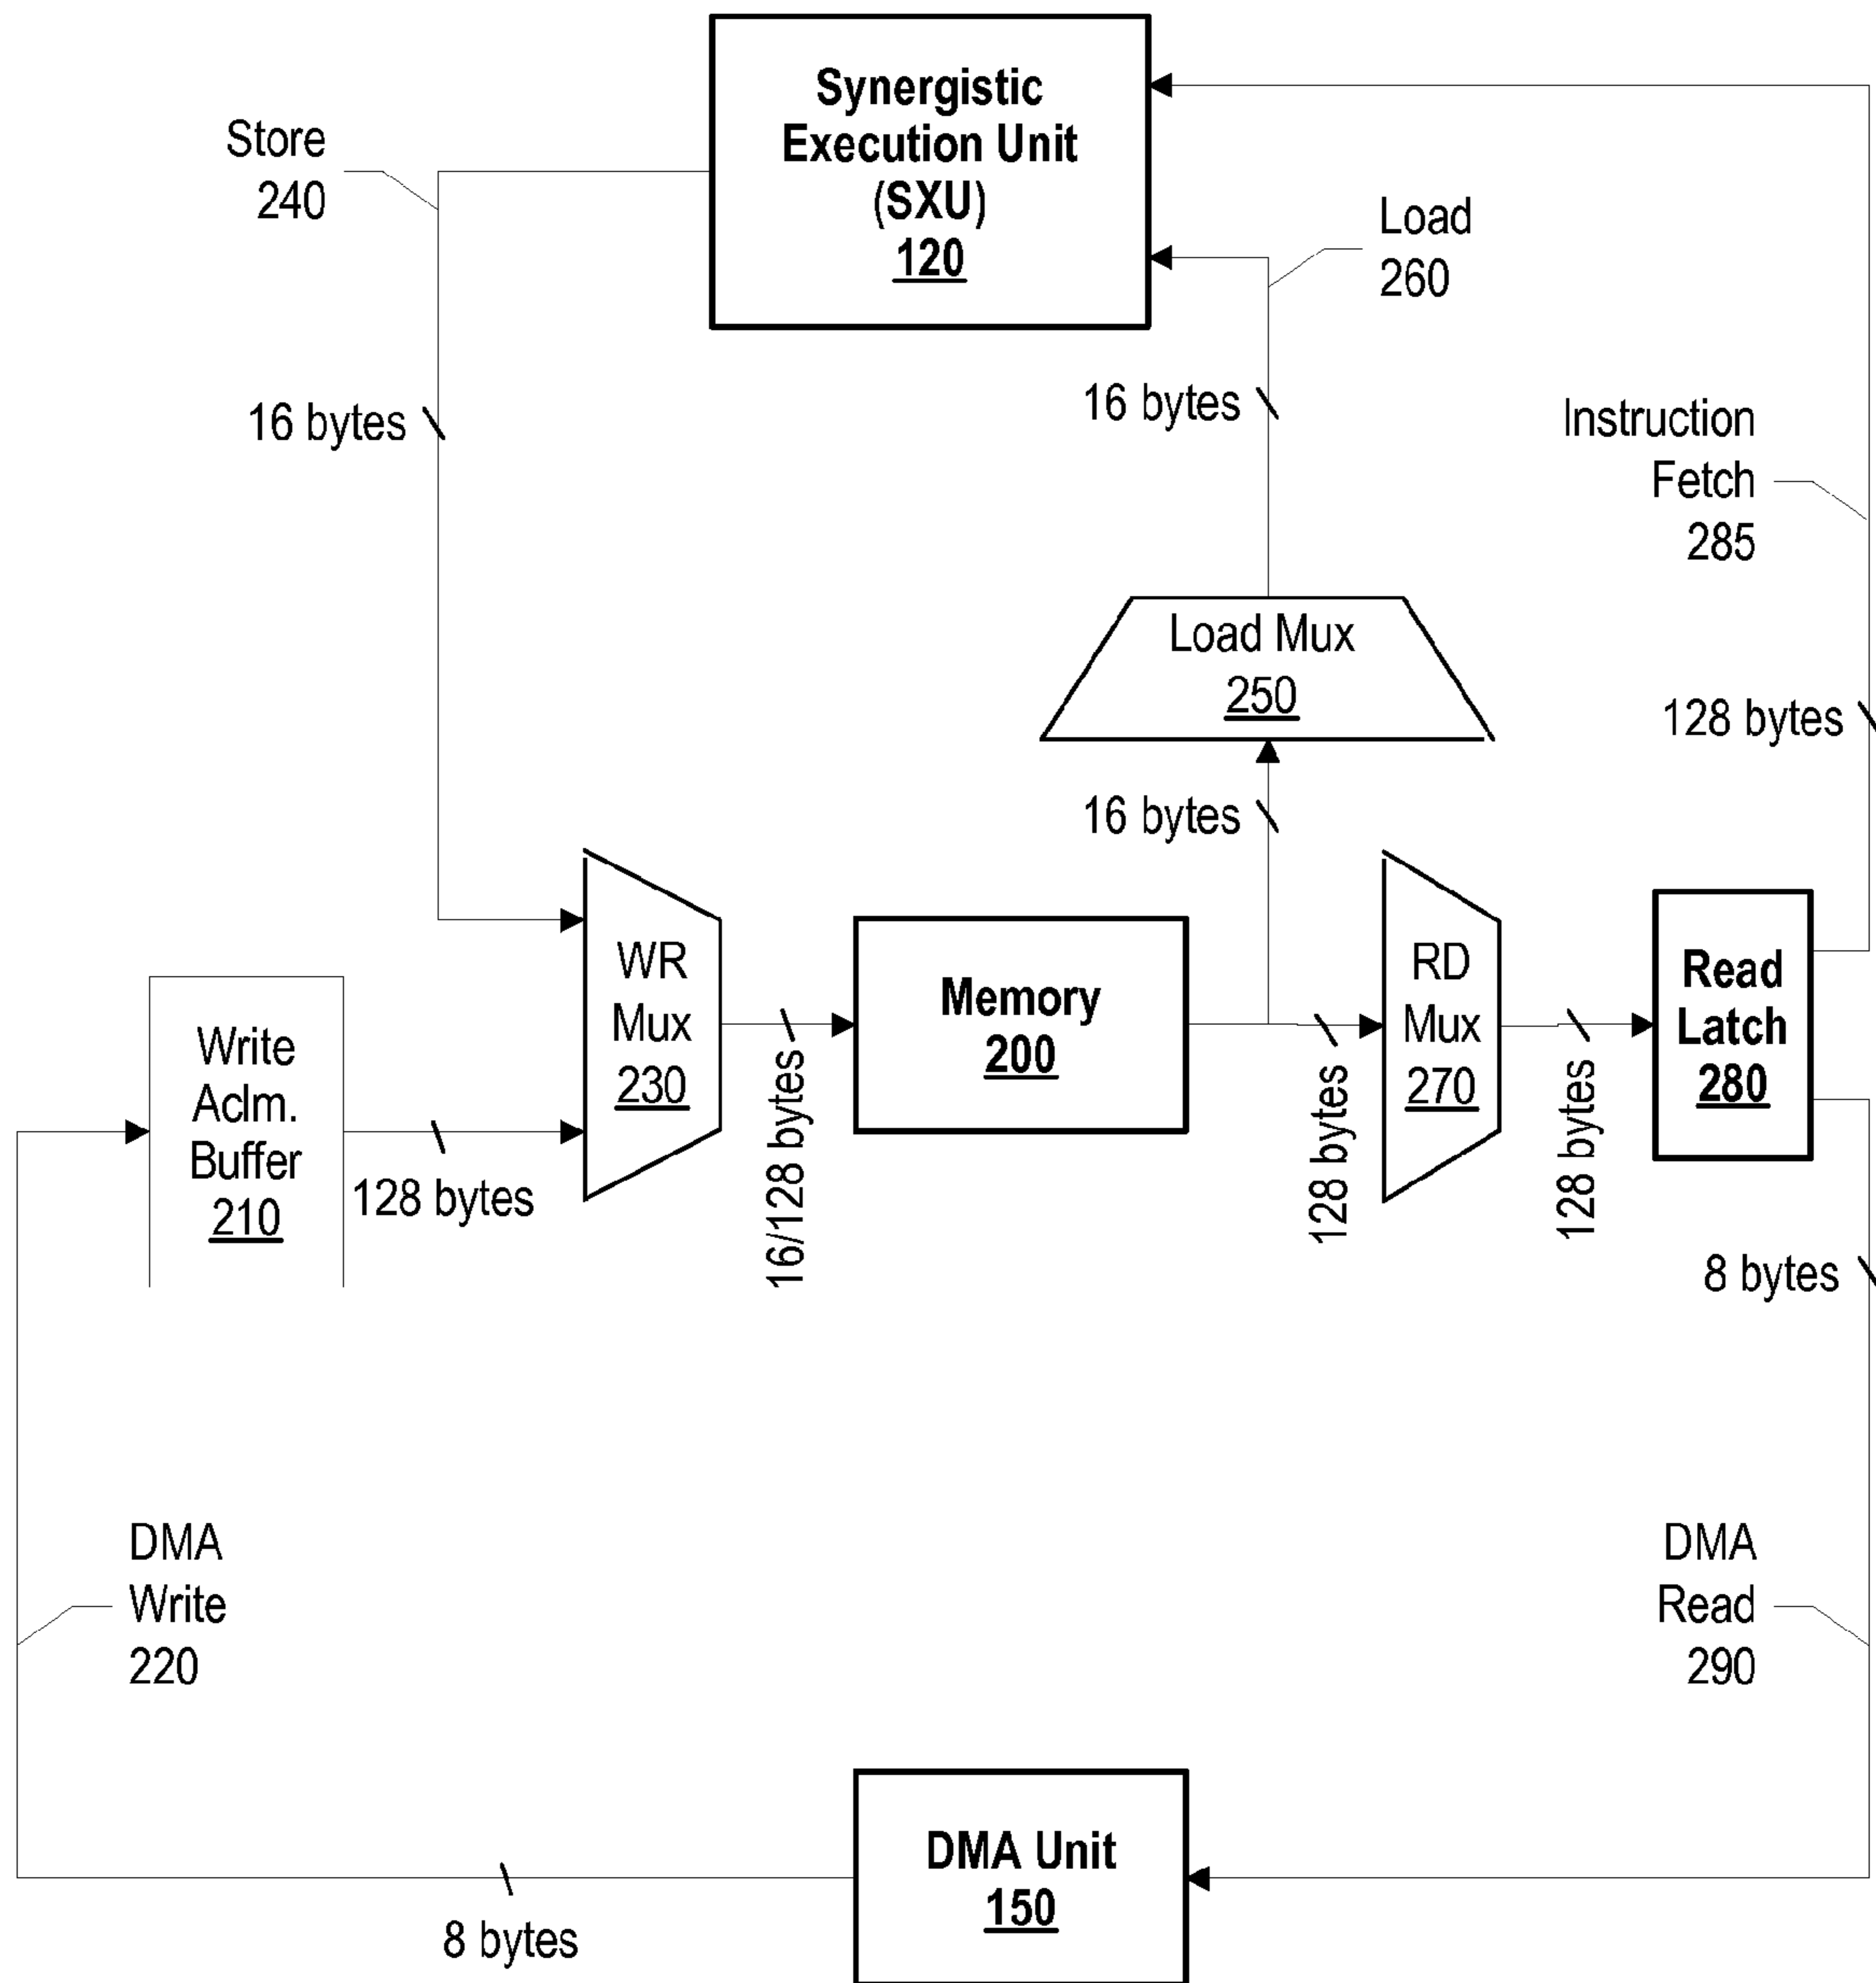 Synergistic
Execution Unit
(SXU)
120
Store
240
Load
260
16 bytes
16 bytes
Instruction
Fetch
285
Load Mux
250
128 bytes
16 bytes
WR
Mux
230
Memory
200
RD
Mux
270
Read
Latch
280
Write
Aclm.
Buffer
210
128 bytes
16/128 bytes
128 bytes
128 bytes
8 bytes
DMA
Write
220
DMA
Read
290
DMA Unit
150
8 bytes